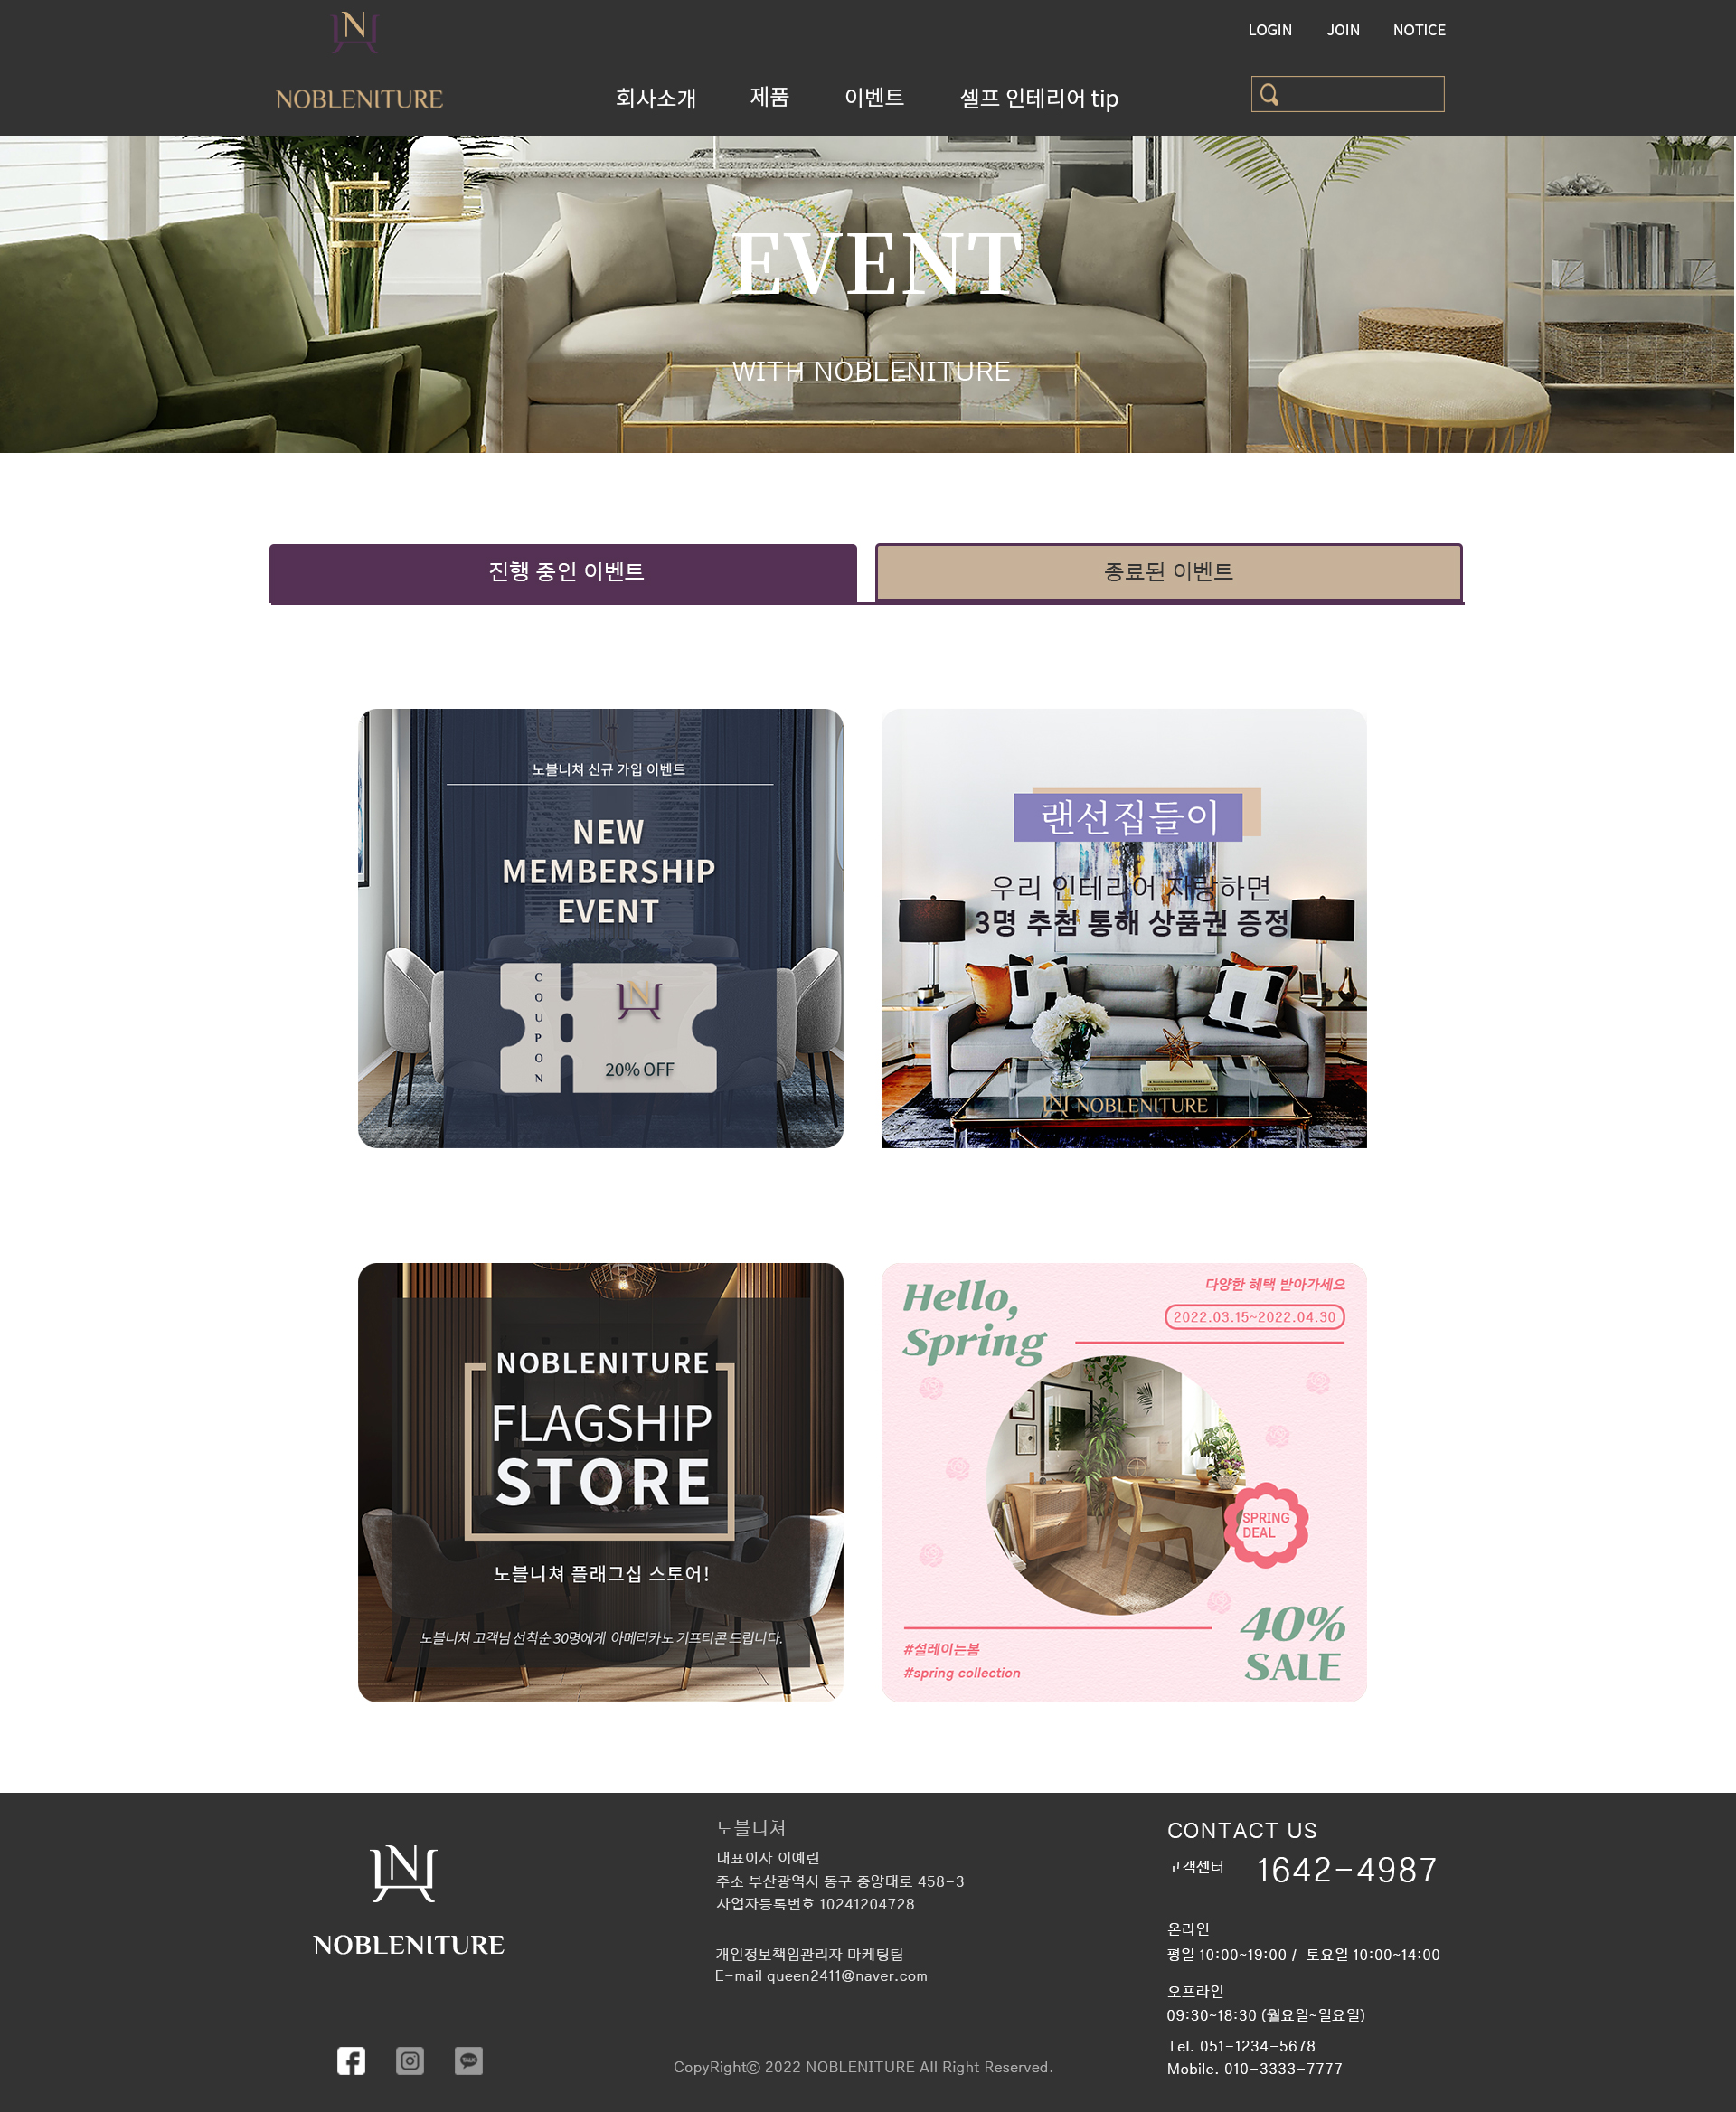 LOGIN JOIN NOTICE
NOBLENITURE
회사소개 제품 이벤트 셀프 인테리어 tip
EVENT
WITH NOBLENITURE
진행 중인 이벤트 종료된 이벤트
노블니쳐 신규 가입 이벤트
NEW
MEMBERSHIP
EVENT
COUPON
20% OFF
랜선집들이
우리 인테리어 자랑하면
3명 추첨 통해 상품권 증정
NOBLENITURE
NOBLENITURE
FLAGSHIP
STORE
노블니쳐 플래그십 스토어!
노블니쳐 고객님 선착순 30명에게 아메리카노 기프티콘 드립니다.
Hello,
Spring
다양한 혜택 받아가세요
2022.03.15~2022.04.30
SPRING
DEAL
40%
SALE
#설레이는봄
#spring collection
NOBLENITURE
노블니쳐
대표이사 이예린
주소 부산광역시 동구 중앙대로 458-3
사업자등록번호 10241204728
개인정보책임관리자 마케팅팀
E-mail queen2411@naver.com
CONTACT US
고객센터 1642-4987
온라인
평일 10:00~19:00 / 토요일 10:00~14:00
오프라인
09:30~18:30 (월요일~일요일)
Tel. 051-1234-5678
Mobile. 010-3333-7777
TALK
CopyRightⓒ 2022 NOBLENITURE All Right Reserved.